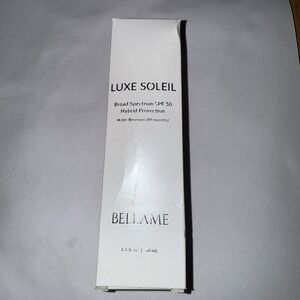 LUXE SOLEIL
Broad Spectrum SPF 50
Hybrid Protection
Water Resistant (80 minutes)
BELLAME